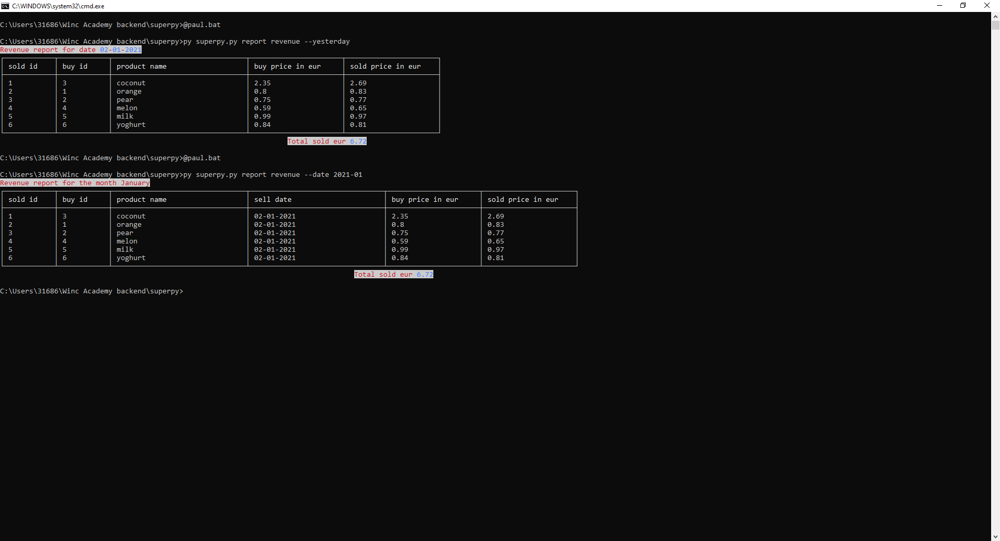 C:\WINDOWS\system32\cmd.exe
C:\Users\31686\Winc Academy backend\superpy>@paul.bat
C:\Users\31686\Winc Academy backend\superpy>py superpy.py report revenue --yesterday
Revenue report for date 02-01-2021
sold id buy id product name buy price in eur sold price in eur
1 3 coconut 2.35 2.69
2 1 orange 0.8 0.83
3 2 pear 0.75 0.77
4 4 melon 0.59 0.65
5 5 milk 0.99 0.97
6 6 yoghurt 0.84 0.81
Total sold eur 6.72
C:\Users\31686\Winc Academy backend\superpy>@paul.bat
C:\Users\31686\Winc Academy backend\superpy>py superpy.py report revenue --date 2021-01
Revenue report for the month January
sold id buy id product name sell date buy price in eur sold price in eur
1 3 coconut 02-01-2021 2.35 2.69
2 1 orange 02-01-2021 0.8 0.83
3 2 pear 02-01-2021 0.75 0.77
4 4 melon 02-01-2021 0.59 0.65
5 5 milk 02-01-2021 0.99 0.97
6 6 yoghurt 02-01-2021 0.84 0.81
Total sold eur 6.72
C:\Users\31686\Winc Academy backend\superpy>